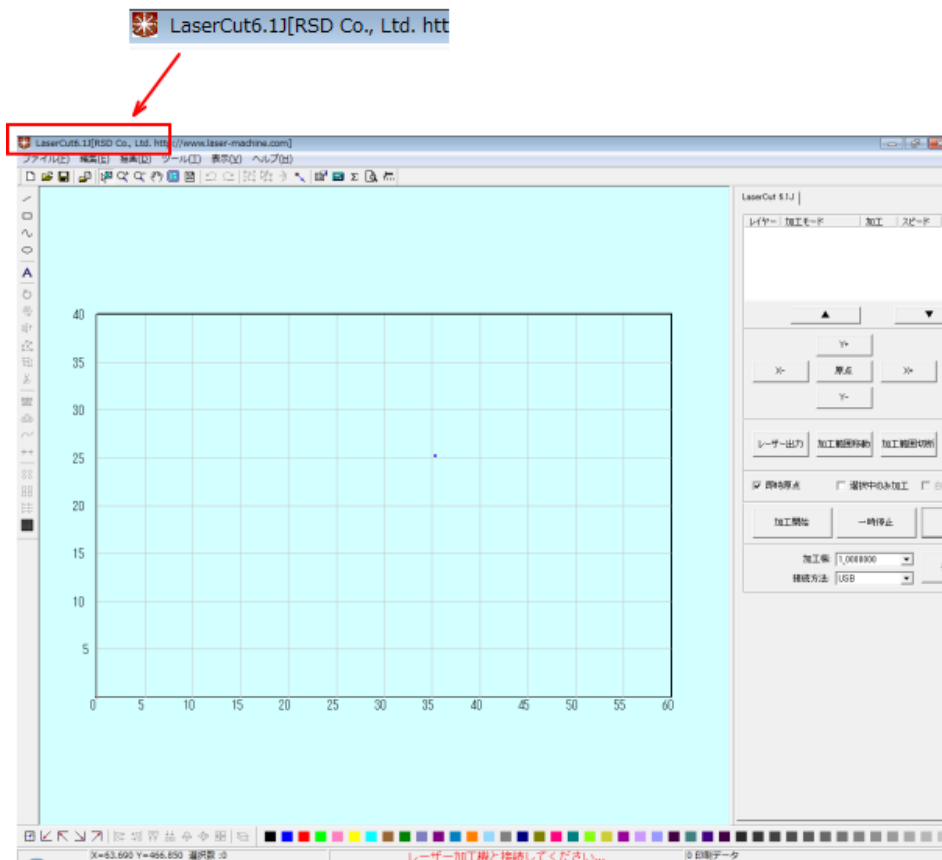 LaserCut6.1J[RSD Co., Ltd. htt
LaserCut6.1J[RSD Co., Ltd. http://www.laser-machine.com]
ファイル(F) 編集(E) 描画(D) ツール(T) 表示(V) ヘルプ(H)
LaserCut 6.1J
レイヤー 加工モード 加工 スピード
▲ ▼
Y+
X- 原点 X+
Y-
レーザー出力 加工範囲移動 加工範囲切断
即時原点 選択中のみ加工
加工開始 一時停止
加工機: 1_0000000
接続方法: USB
40
35
30
25
20
15
10
5
0 5 10 15 20 25 30 35 40 45 50 55 60
X=63.690 Y=466.850 選択数 :0 レーザー加工機と接続してください... 0 印刷データ